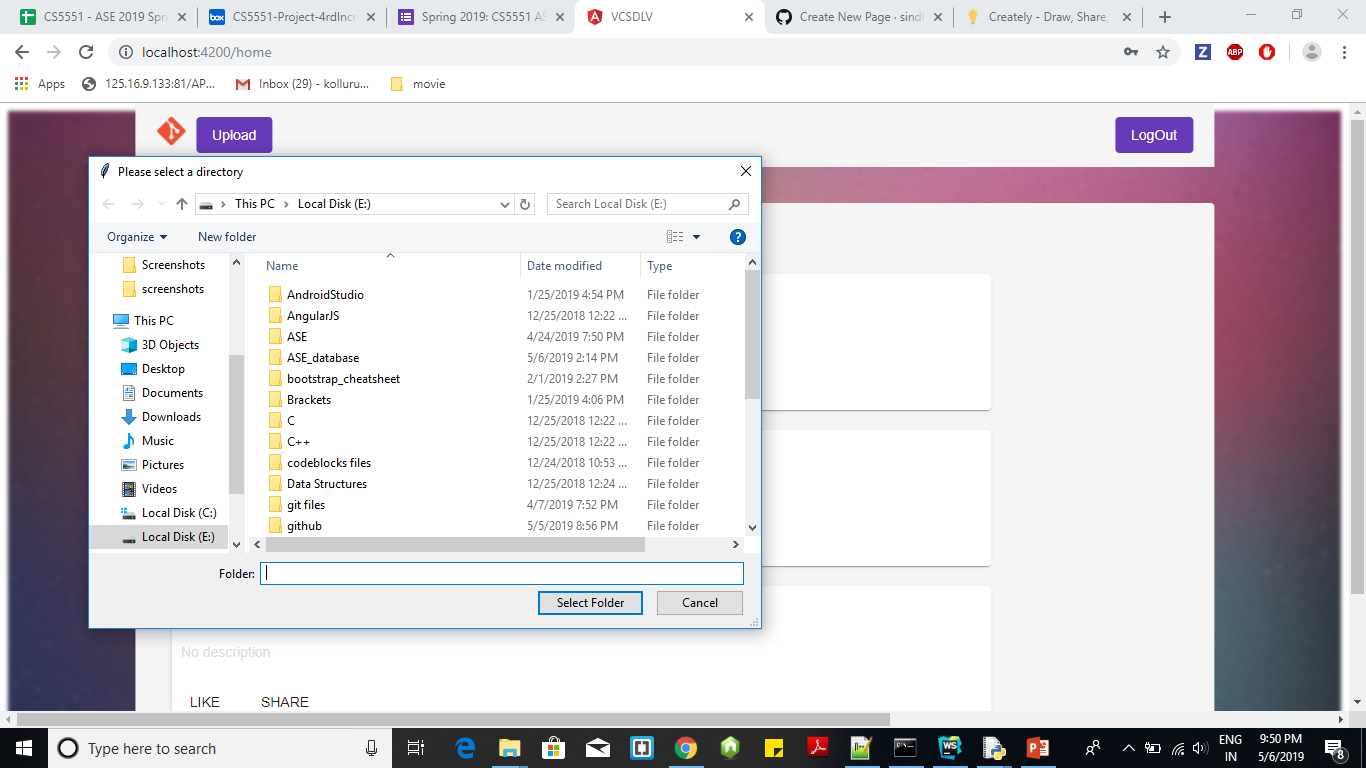 CS5551 - ASE 2019 Spri
CS5551-Project-4rdIncr
Spring 2019: CS5551 AS
VCSDLV
Create New Page · sindh
Creately - Draw, Share,
localhost:4200/home
Apps
125.16.9.133:81/AP...
Inbox (29) - kolluru...
movie
Upload
LogOut
Please select a directory
This PC
Local Disk (E:)
Search Local Disk (E:)
Organize
New folder
Screenshots
screenshots
This PC
3D Objects
Desktop
Documents
Downloads
Music
Pictures
Videos
Local Disk (C:)
Local Disk (E:)
Name Date modified Type
AndroidStudio 1/25/2019 4:54 PM File folder
AngularJS 12/25/2018 12:22 ... File folder
ASE 4/24/2019 7:50 PM File folder
ASE_database 5/6/2019 2:14 PM File folder
bootstrap_cheatsheet 2/1/2019 2:27 PM File folder
Brackets 1/25/2019 4:06 PM File folder
C 12/25/2018 12:22 ... File folder
C++ 12/25/2018 12:22 ... File folder
codeblocks files 12/24/2018 10:53 ... File folder
Data Structures 12/25/2018 12:24 ... File folder
git files 4/7/2019 7:52 PM File folder
github 5/5/2019 8:56 PM File folder
Folder:
Select Folder
Cancel
No description
LIKE
SHARE
Type here to search
ENG
IN
9:50 PM
5/6/2019
8